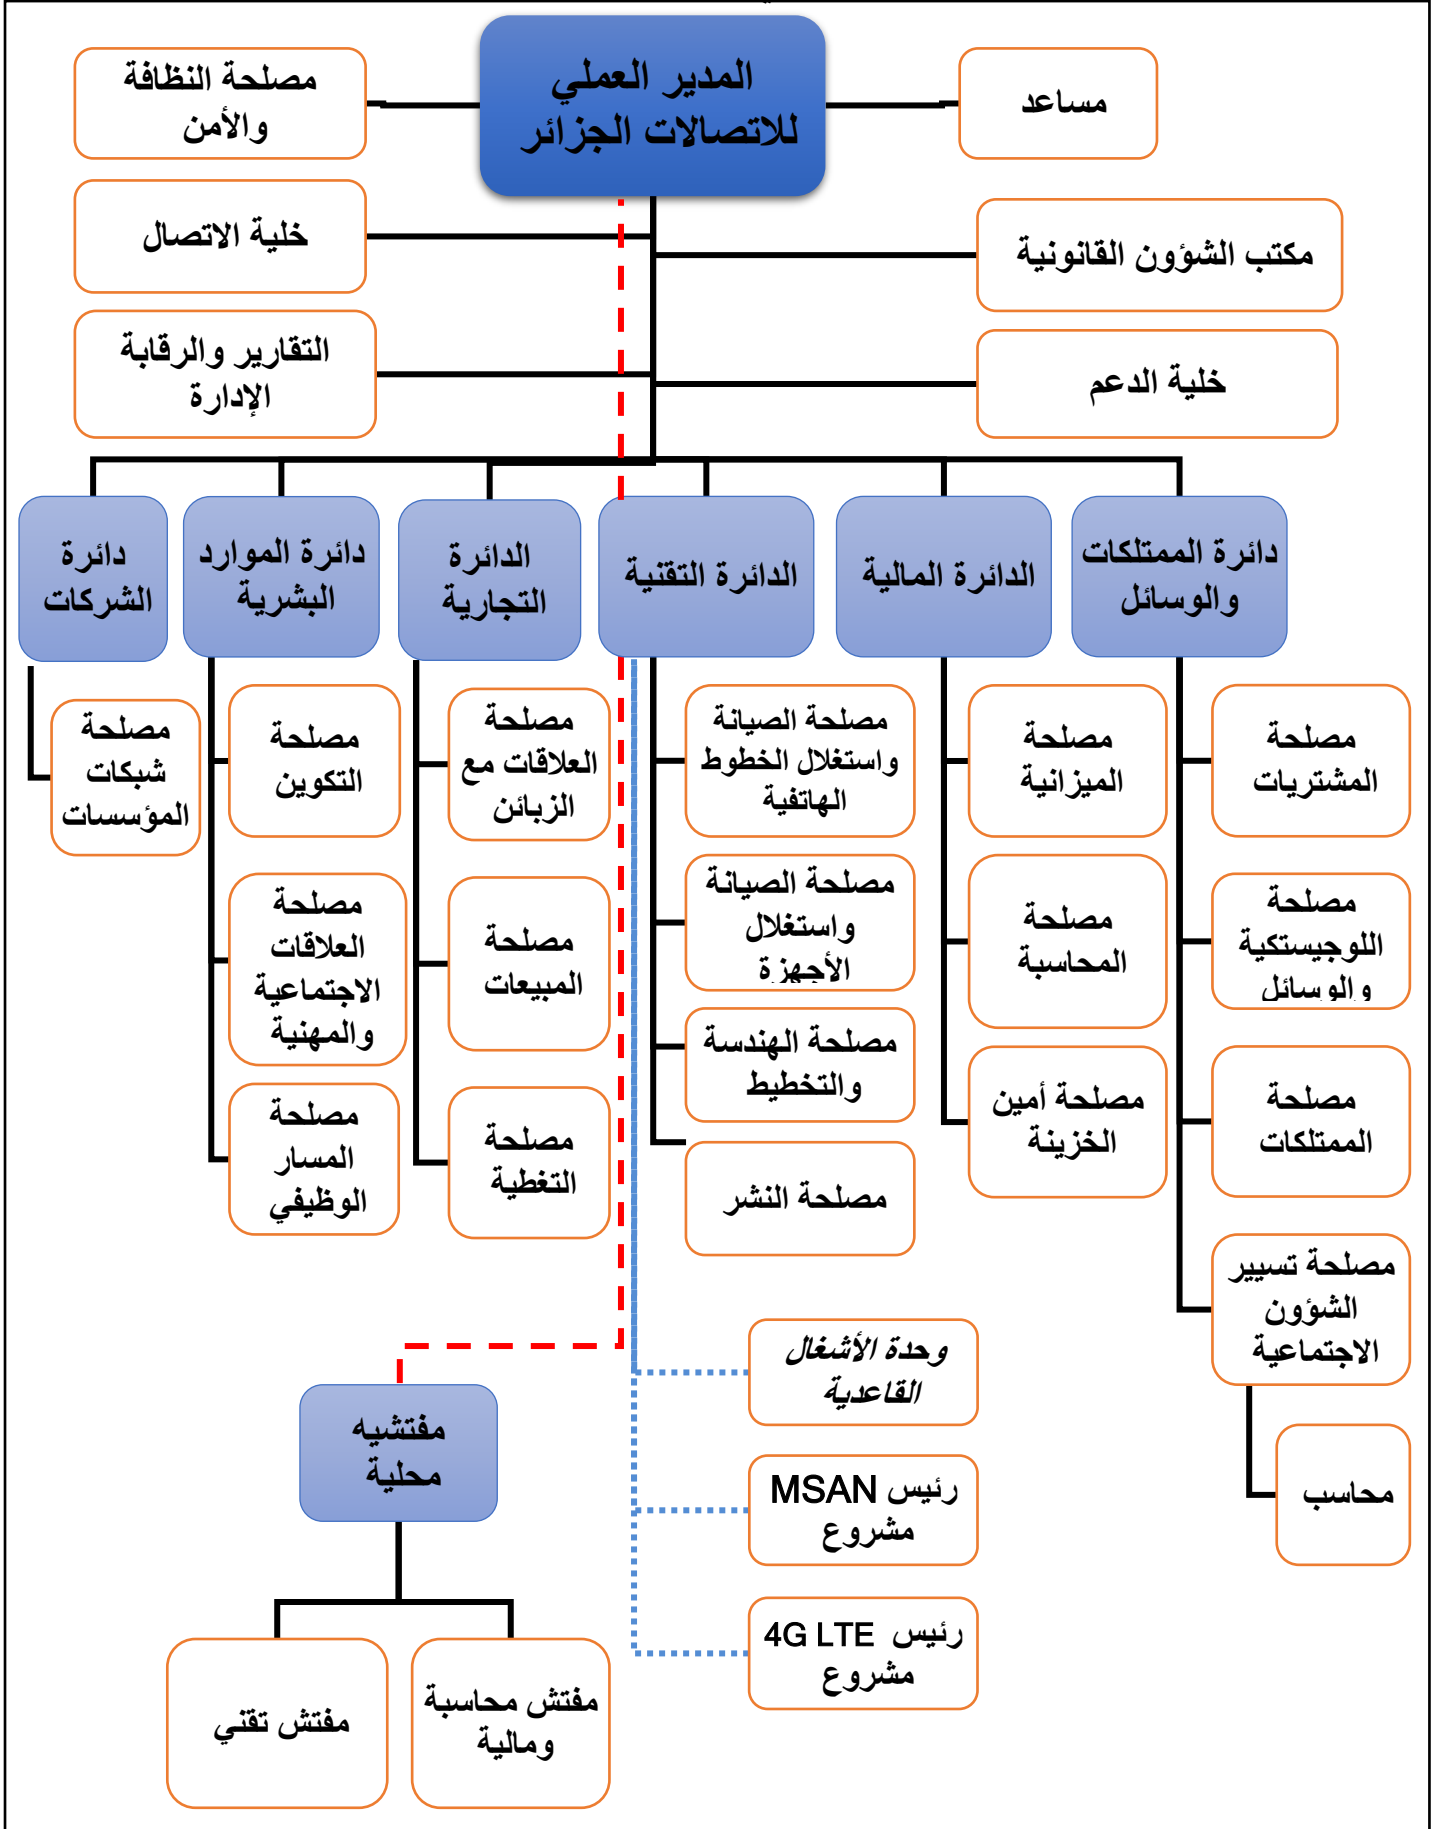 المدير العملي
للاتصالات الجزائر
مساعد
مصلحة النظافة
والأمن
مكتب الشؤون القانونية
خلية الاتصال
خلية الدعم
التقارير والرقابة
الإدارة
دائرة الممتلكات
والوسائل
الدائرة المالية
الدائرة التقنية
الدائرة
التجارية
دائرة الموارد
البشرية
دائرة
الشركات
مصلحة
المشتريات
مصلحة
اللوجيستكية
والوسائل
مصلحة
الممتلكات
مصلحة تسيير
الشؤون
الاجتماعية
محاسب
مصلحة
الميزانية
مصلحة
المحاسبة
مصلحة أمين
الخزينة
مصلحة الصيانة
واستغلال الخطوط
الهاتفية
مصلحة الصيانة
واستغلال
الأجهزة
مصلحة الهندسة
والتخطيط
مصلحة النشر
وحدة الأشغال
القاعدية
رئيس MSAN
مشروع
رئيس 4G LTE
مشروع
مصلحة
العلاقات مع
الزبائن
مصلحة
المبيعات
مصلحة
التغطية
مصلحة
التكوين
مصلحة
العلاقات
الاجتماعية
والمهنية
مصلحة
المسار
الوظيفي
مصلحة
شبكات
المؤسسات
مفتشيه
محلية
مفتش محاسبة
ومالية
مفتش تقني